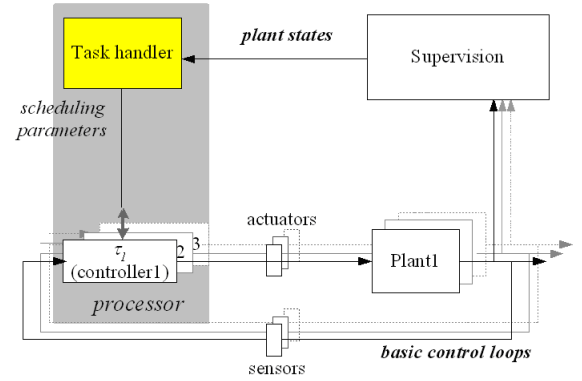 plant states
Task handler
Supervision
scheduling
parameters
actuators
τ1
2
3
(controller1)
Plant1
processor
basic control loops
sensors